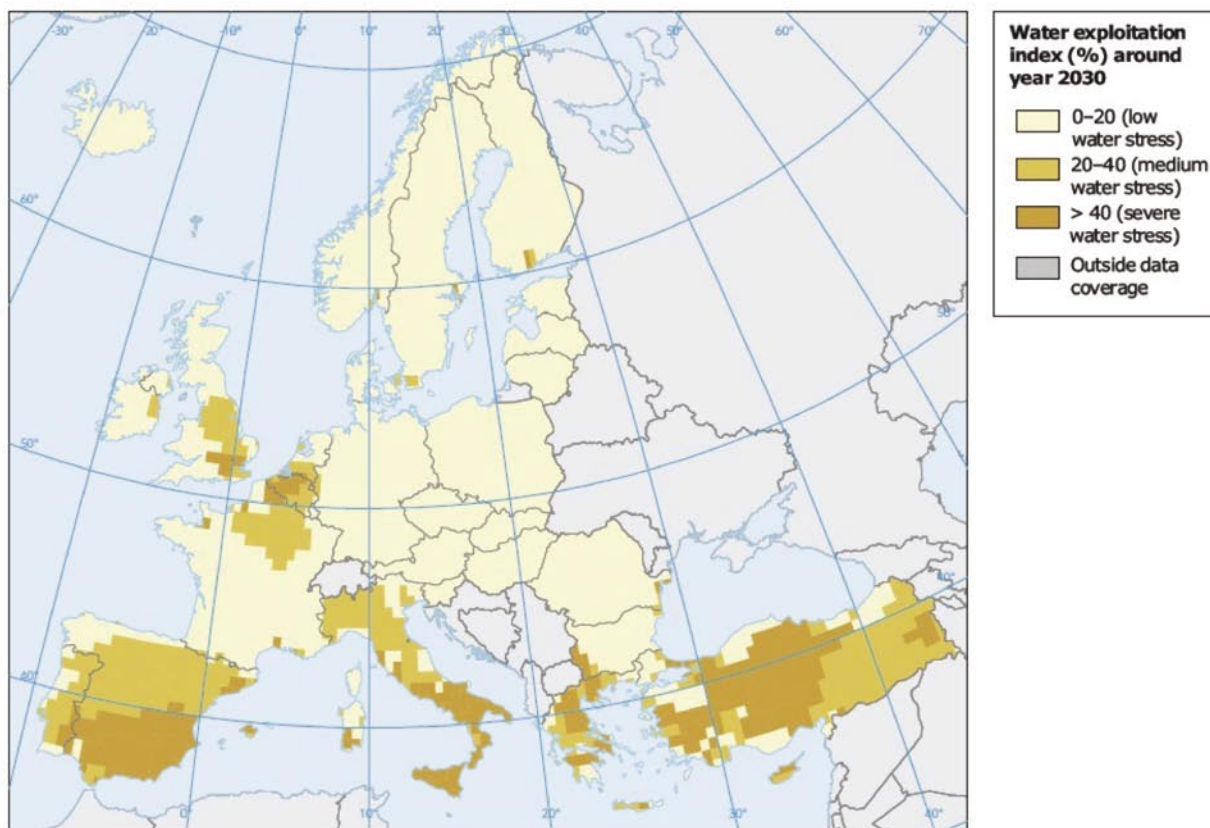 -30°
-20°
-10°
0°
10°
20°
30°
40°
50°
60°
70°
60°
50°
50°
40°
40°
0°
10°
20°
30°
40°
Water exploitation
index (%) around
year 2030
0–20 (low
water stress)
20–40 (medium
water stress)
> 40 (severe
water stress)
Outside data
coverage